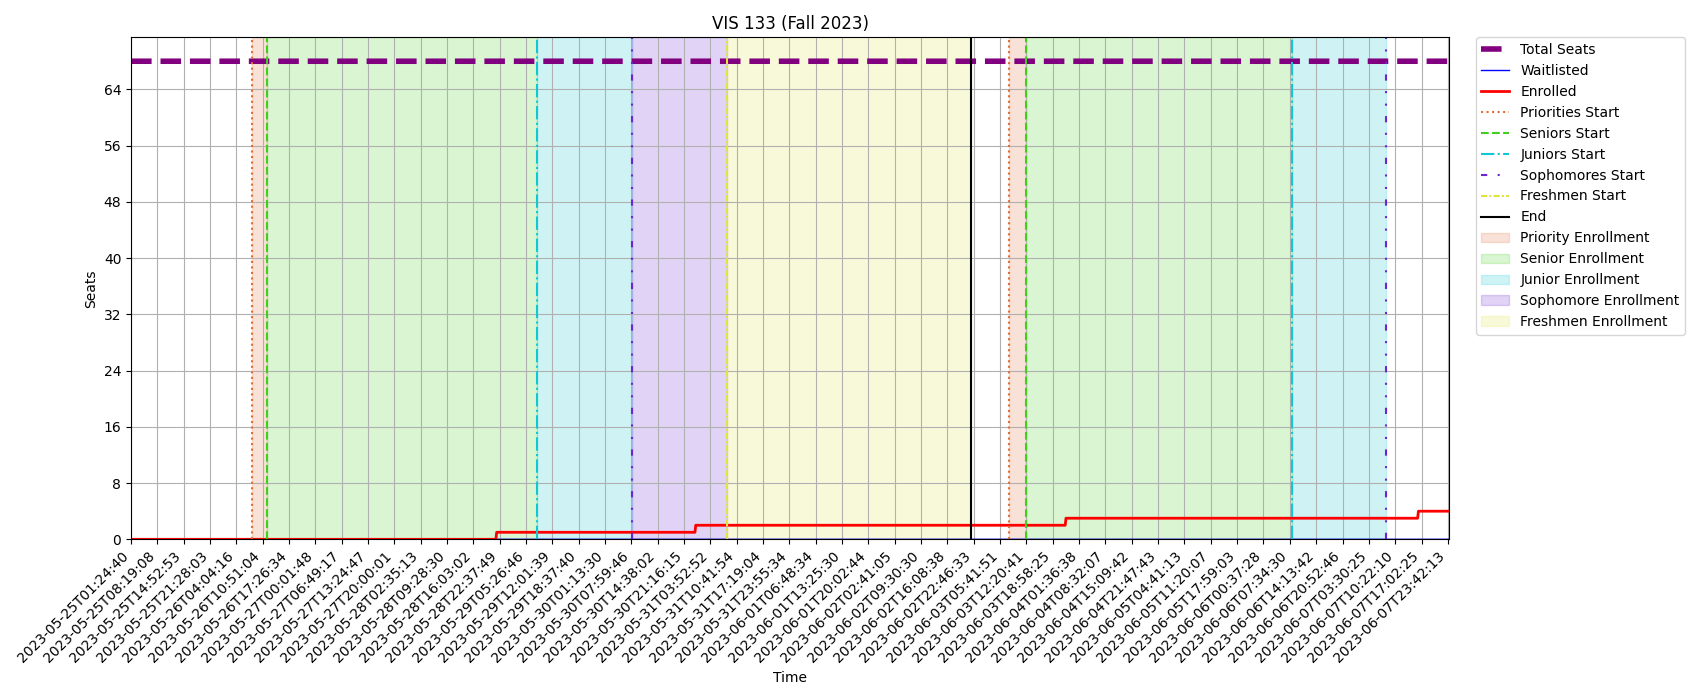 VIS 133 (Fall 2023)
Seats
64
56
48
40
32
24
16
8
0
2023-05-25T01:24:40
2023-05-25T08:19:08
2023-05-25T14:52:53
2023-05-25T21:28:03
2023-05-26T04:04:16
2023-05-26T10:51:04
2023-05-26T17:26:34
2023-05-27T00:01:48
2023-05-27T06:49:17
2023-05-27T13:24:47
2023-05-27T20:00:01
2023-05-28T02:35:13
2023-05-28T09:28:30
2023-05-28T16:03:02
2023-05-28T22:37:49
2023-05-29T05:26:46
2023-05-29T12:01:39
2023-05-29T18:37:40
2023-05-30T01:13:30
2023-05-30T07:59:46
2023-05-30T14:38:02
2023-05-30T21:16:15
2023-05-31T03:52:52
2023-05-31T10:41:54
2023-05-31T17:19:04
2023-05-31T23:55:34
2023-06-01T06:48:34
2023-06-01T13:25:30
2023-06-01T20:02:44
2023-06-02T02:41:05
2023-06-02T09:30:30
2023-06-02T16:08:38
2023-06-02T22:46:33
2023-06-03T05:41:51
2023-06-03T12:20:41
2023-06-03T18:58:25
2023-06-04T01:36:38
2023-06-04T08:32:07
2023-06-04T15:09:42
2023-06-04T21:47:43
2023-06-05T04:41:13
2023-06-05T11:20:07
2023-06-05T17:59:03
2023-06-06T00:37:28
2023-06-06T07:34:30
2023-06-06T14:13:42
2023-06-06T20:52:46
2023-06-07T03:30:25
2023-06-07T10:22:10
2023-06-07T17:02:25
2023-06-07T23:42:13
Time
Total Seats
Waitlisted
Enrolled
Priorities Start
Seniors Start
Juniors Start
Sophomores Start
Freshmen Start
End
Priority Enrollment
Senior Enrollment
Junior Enrollment
Sophomore Enrollment
Freshmen Enrollment